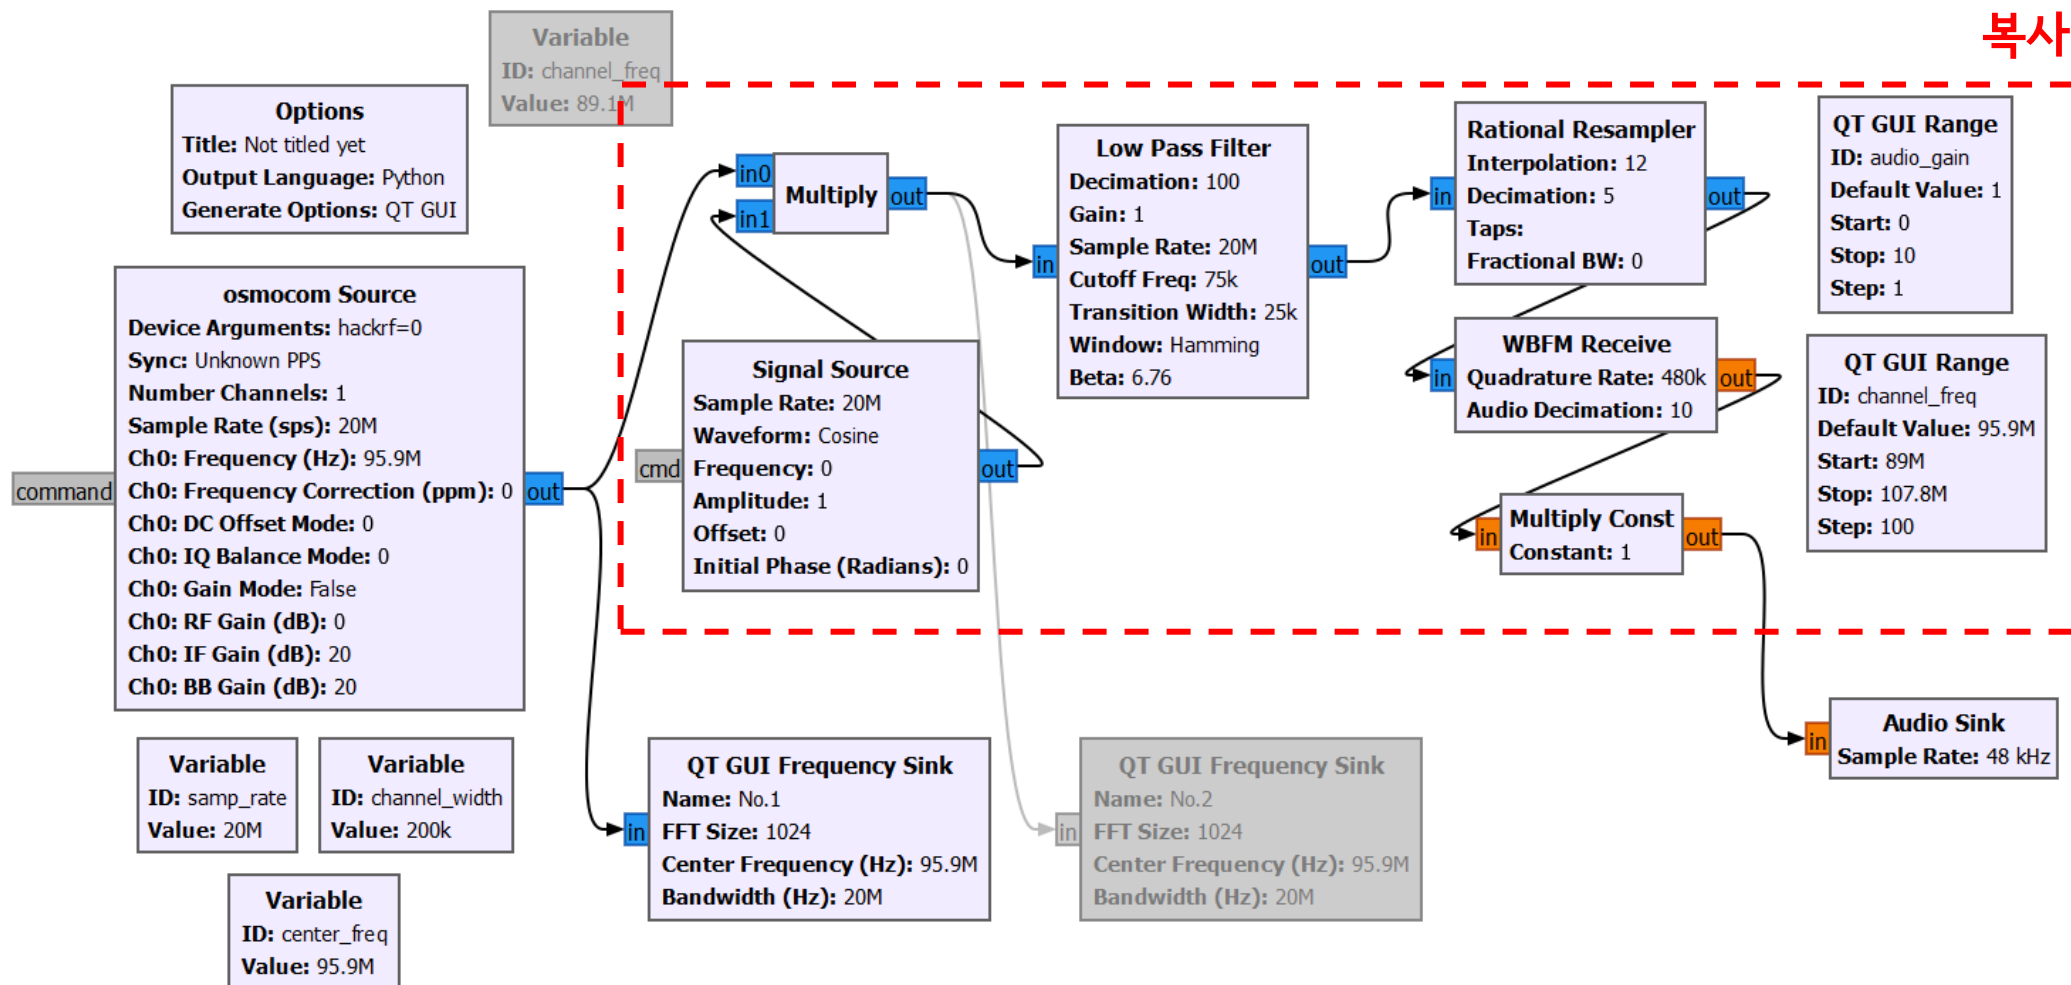 복사
Variable
ID: channel_freq
Value: 89.1M
Options
Title: Not titled yet
Output Language: Python
Generate Options: QT GUI
osmocom Source
Device Arguments: hackrf=0
Sync: Unknown PPS
Number Channels: 1
Sample Rate (sps): 20M
Ch0: Frequency (Hz): 95.9M
Ch0: Frequency Correction (ppm): 0
Ch0: DC Offset Mode: 0
Ch0: IQ Balance Mode: 0
Ch0: Gain Mode: False
Ch0: RF Gain (dB): 0
Ch0: IF Gain (dB): 20
Ch0: BB Gain (dB): 20
command
out
in0
in1
Multiply
out
Signal Source
Sample Rate: 20M
Waveform: Cosine
Frequency: 0
Amplitude: 1
Offset: 0
Initial Phase (Radians): 0
cmd
out
Low Pass Filter
Decimation: 100
Gain: 1
Sample Rate: 20M
Cutoff Freq: 75k
Transition Width: 25k
Window: Hamming
Beta: 6.76
in
out
Rational Resampler
Interpolation: 12
Decimation: 5
Taps:
Fractional BW: 0
in
out
WBFM Receive
Quadrature Rate: 480k
Audio Decimation: 10
in
out
Multiply Const
Constant: 1
in
out
QT GUI Range
ID: audio_gain
Default Value: 1
Start: 0
Stop: 10
Step: 1
QT GUI Range
ID: channel_freq
Default Value: 95.9M
Start: 89M
Stop: 107.8M
Step: 100
Audio Sink
Sample Rate: 48 kHz
in
Variable
ID: samp_rate
Value: 20M
Variable
ID: channel_width
Value: 200k
Variable
ID: center_freq
Value: 95.9M
QT GUI Frequency Sink
Name: No.1
FFT Size: 1024
Center Frequency (Hz): 95.9M
Bandwidth (Hz): 20M
in
QT GUI Frequency Sink
Name: No.2
FFT Size: 1024
Center Frequency (Hz): 95.9M
Bandwidth (Hz): 20M
in